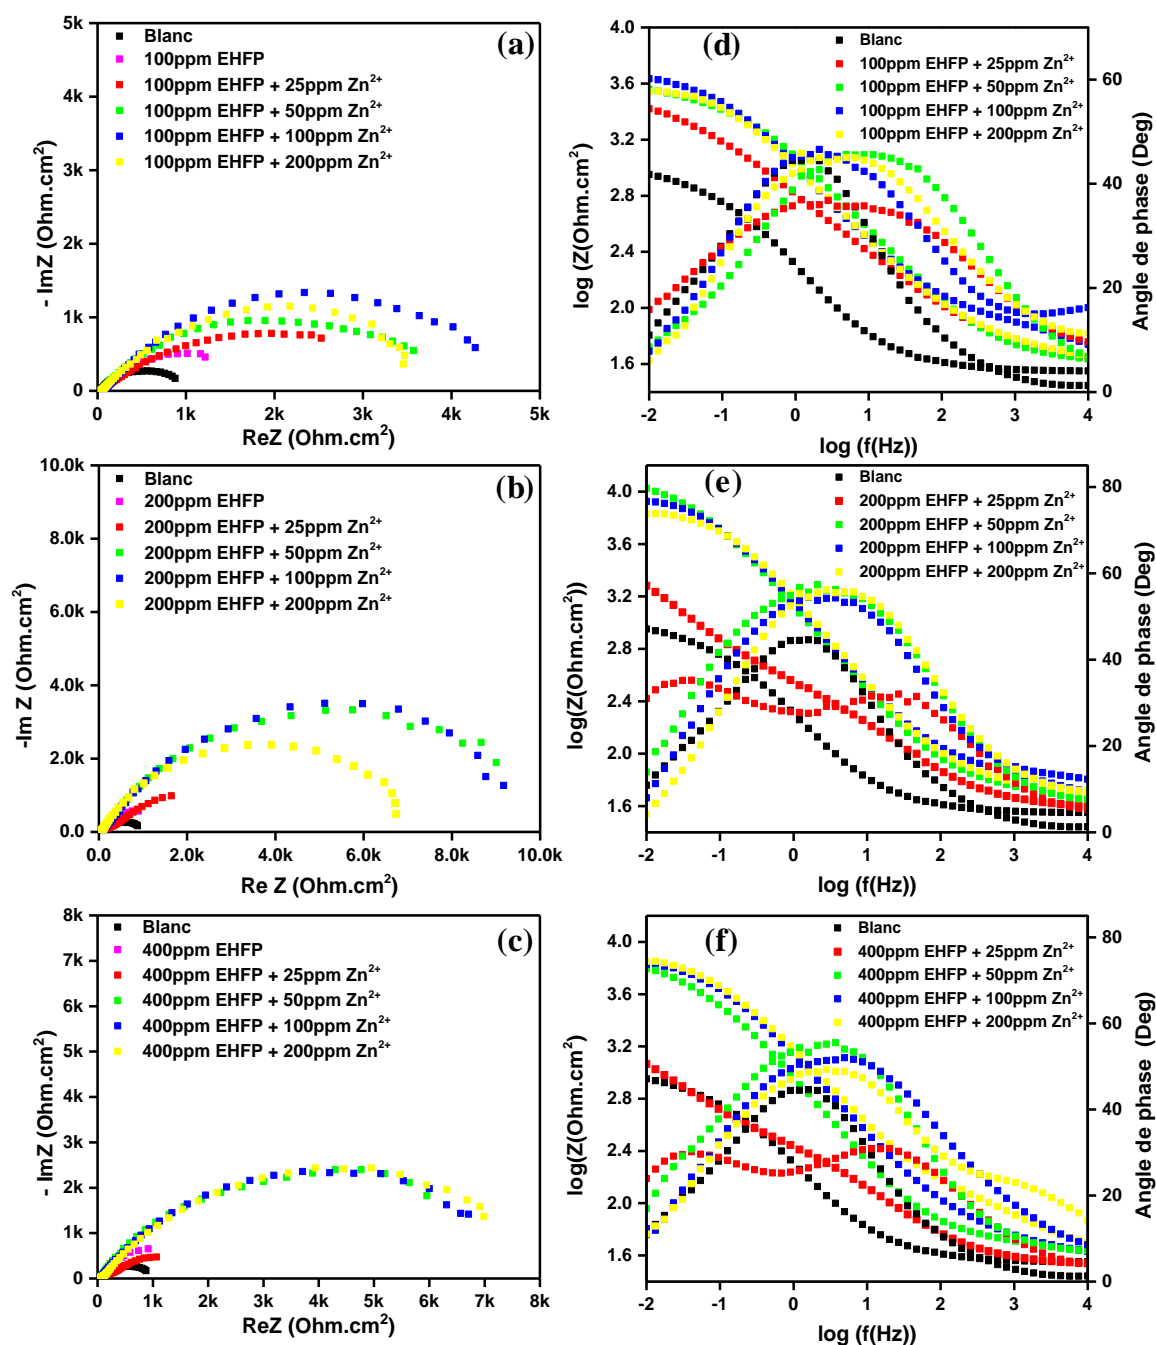 (a)
5k
4k
3k
2k
1k
0
- ImZ (Ohm.cm²)
Blanc
100ppm EHFP
100ppm EHFP + 25ppm Zn²⁺
100ppm EHFP + 50ppm Zn²⁺
100ppm EHFP + 100ppm Zn²⁺
100ppm EHFP + 200ppm Zn²⁺
0 1k 2k 3k 4k 5k
ReZ (Ohm.cm²)
(d)
4.0
3.6
3.2
2.8
2.4
2.0
1.6
log (Z(Ohm.cm²)
Blanc
100ppm EHFP + 25ppm Zn²⁺
100ppm EHFP + 50ppm Zn²⁺
100ppm EHFP + 100ppm Zn²⁺
100ppm EHFP + 200ppm Zn²⁺
60
40
20
0
Angle de phase (Deg)
-2 -1 0 1 2 3 4
log (f(Hz))
(b)
10.0k
8.0k
6.0k
4.0k
2.0k
0.0
-Im Z (Ohm.cm²)
Blanc
200ppm EHFP
200ppm EHFP + 25ppm Zn²⁺
200ppm EHFP + 50ppm Zn²⁺
200ppm EHFP + 100ppm Zn²⁺
200ppm EHFP + 200ppm Zn²⁺
0.0 2.0k 4.0k 6.0k 8.0k 10.0k
Re Z (Ohm.cm²)
(e)
4.0
3.6
3.2
2.8
2.4
2.0
1.6
log(Z(Ohm.cm²))
Blanc
200ppm EHFP + 25ppm Zn²⁺
200ppm EHFP + 50ppm Zn²⁺
200ppm EHFP + 100ppm Zn²⁺
200ppm EHFP + 200ppm Zn²⁺
80
60
40
20
0
Angle de phase (Deg)
-2 -1 0 1 2 3 4
log (f(Hz))
(c)
8k
7k
6k
5k
4k
3k
2k
1k
0
- ImZ (Ohm.cm²)
Blanc
400ppm EHFP
400ppm EHFP + 25ppm Zn²⁺
400ppm EHFP + 50ppm Zn²⁺
400ppm EHFP + 100ppm Zn²⁺
400ppm EHFP + 200ppm Zn²⁺
0 1k 2k 3k 4k 5k 6k 7k 8k
ReZ (Ohm.cm²)
(f)
4.0
3.6
3.2
2.8
2.4
2.0
1.6
log(Z(Ohm.cm²)
Blanc
400ppm EHFP + 25ppm Zn²⁺
400ppm EHFP + 50ppm Zn²⁺
400ppm EHFP + 100ppm Zn²⁺
400ppm EHFP + 200ppm Zn²⁺
80
60
40
20
0
Angle de phase (Deg)
-2 -1 0 1 2 3 4
log (f(Hz))